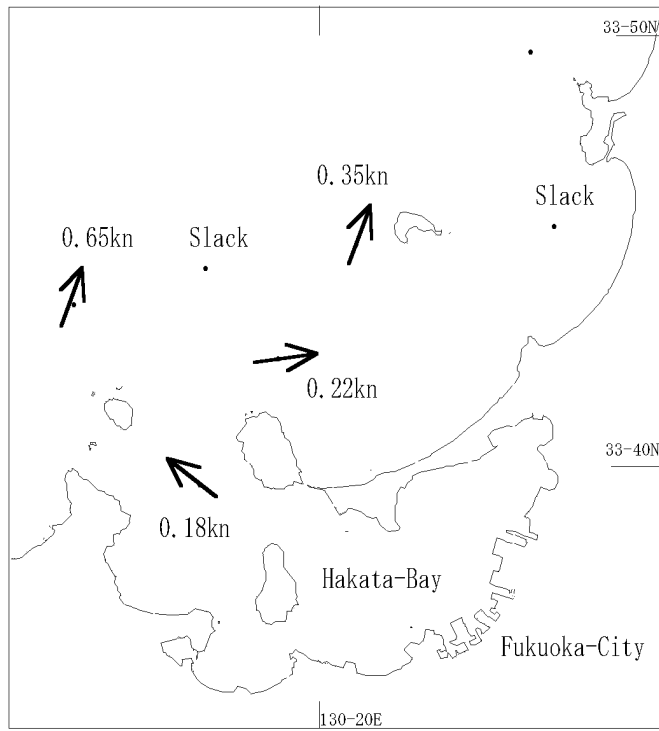 33-50N
0.35kn
Slack
0.65kn
Slack
0.22kn
33-40N
0.18kn
Hakata-Bay
Fukuoka-City
130-20E